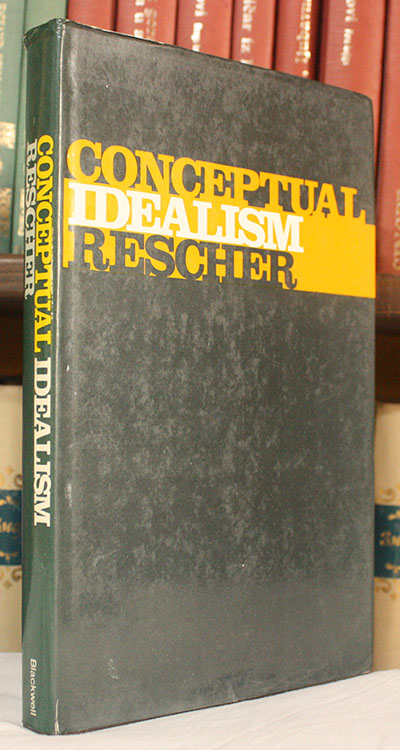 CONCEPTUAL
IDEALISM
RESCHER
CONCEPTUAL IDEALISM
RESCHER
Blackwell